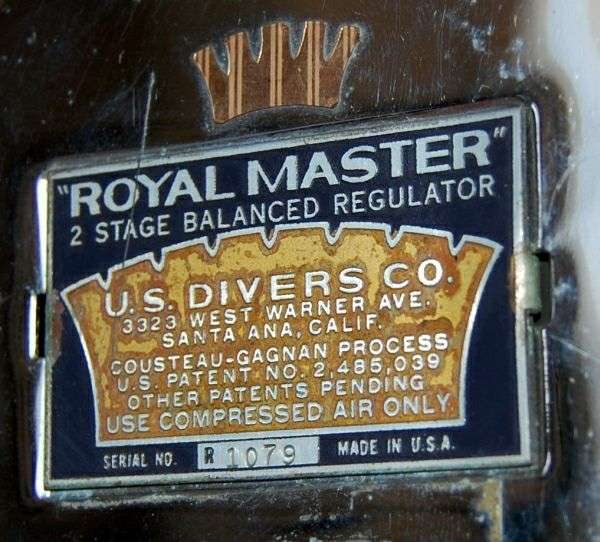 "ROYAL MASTER"
2 STAGE BALANCED REGULATOR
U.S. DIVERS CO.
3323 WEST WARNER AVE.
SANTA ANA, CALIF.
COUSTEAU-GAGNAN PROCESS
U.S. PATENT NO. 2,485,039
OTHER PATENTS PENDING
USE COMPRESSED AIR ONLY
SERIAL NO. R 1079 MADE IN U.S.A.